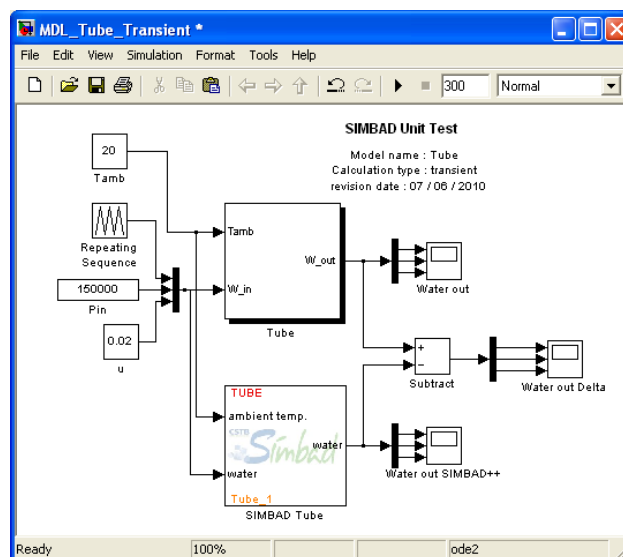 MDL_Tube_Transient *
File Edit View Simulation Format Tools Help
300 Normal
SIMBAD Unit Test
Model name : Tube
Calculation type : transient
revision date : 07 / 06 / 2010
20
Tamb
Repeating
Sequence
150000
Pin
0.02
u
Tamb
W_in
W_out
Tube
Water out
+
−
Subtract
Water out Delta
TUBE
ambient temp.
CSTB
Simbad
water
water
Tube_1
SIMBAD Tube
Water out SIMBAD++
Ready 100% ode2